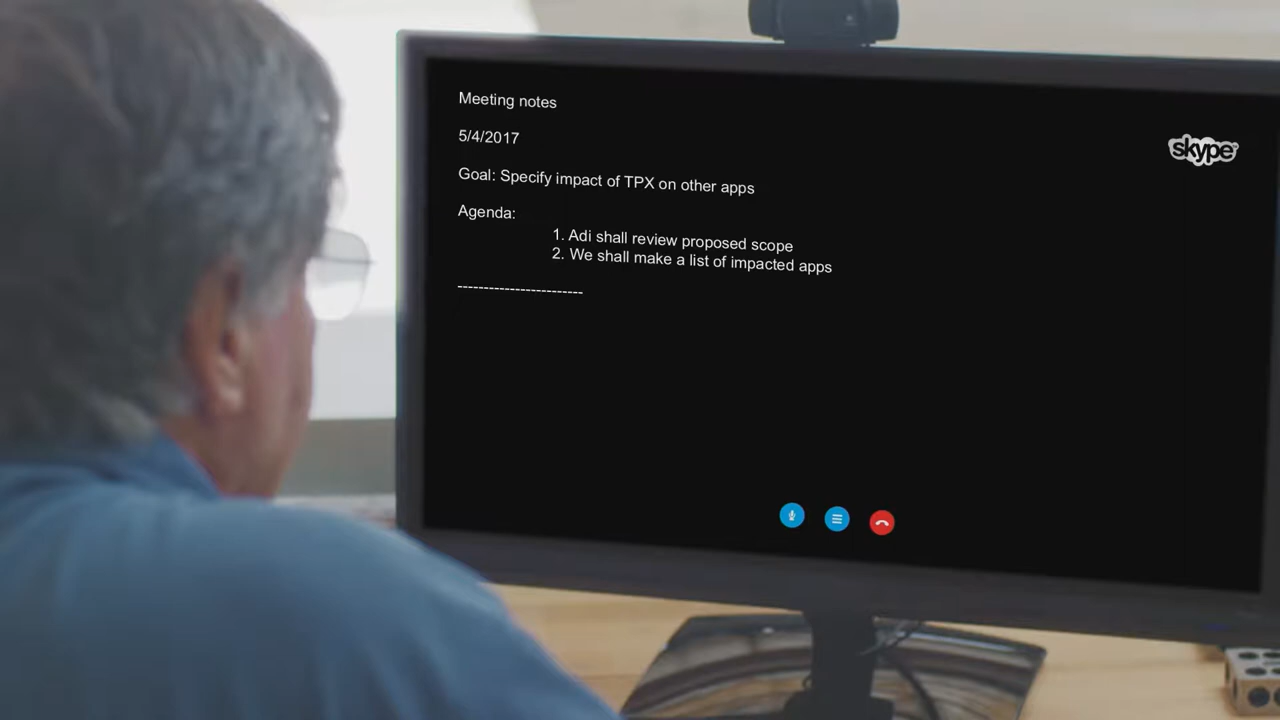 Meeting notes
5/4/2017
skype
Goal: Specify impact of TPX on other apps
Agenda:
1. Adi shall review proposed scope
2. We shall make a list of impacted apps
------------------------